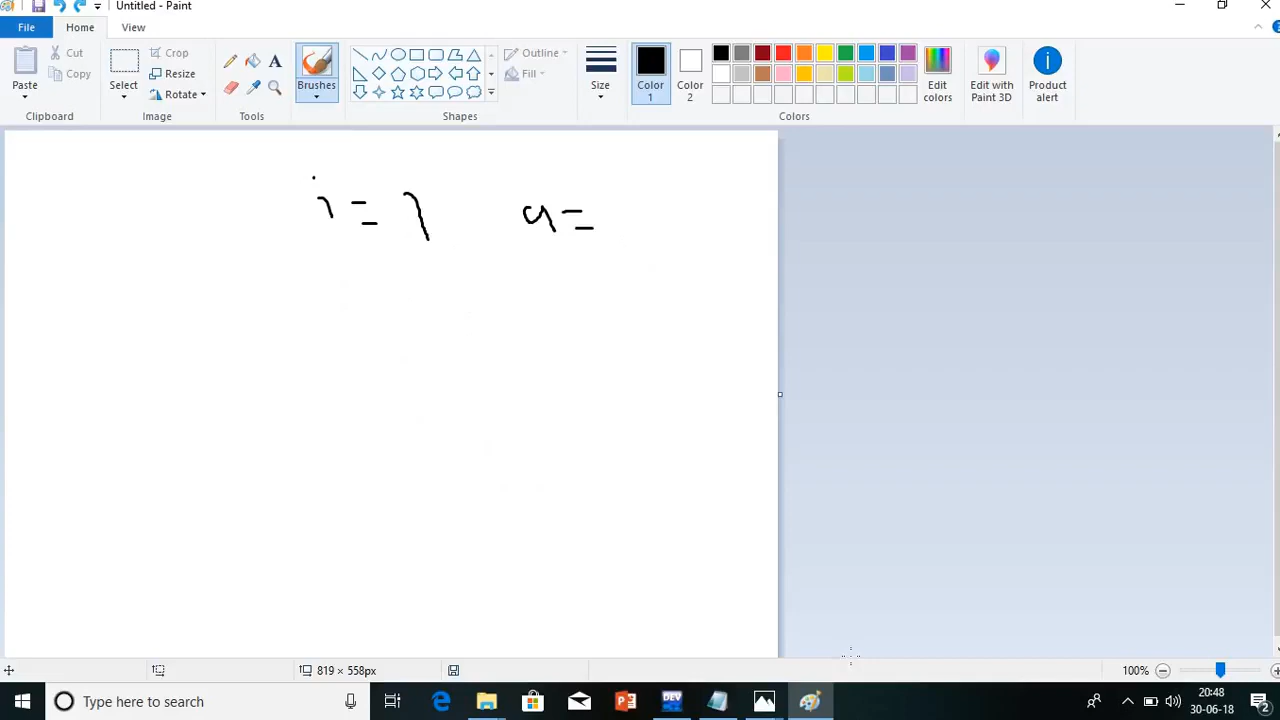 Untitled - Paint
File Home View
Paste
Cut
Copy
Clipboard
Select
Crop
Resize
Rotate
Image
Tools
Brushes
Outline
Fill
Shapes
Size
Color 1
Color 2
Edit colors
Colors
Edit with Paint 3D
Product alert
i = 1 a =
819 × 558px
100%
DEV
Type here to search
20:48
30-06-18
2